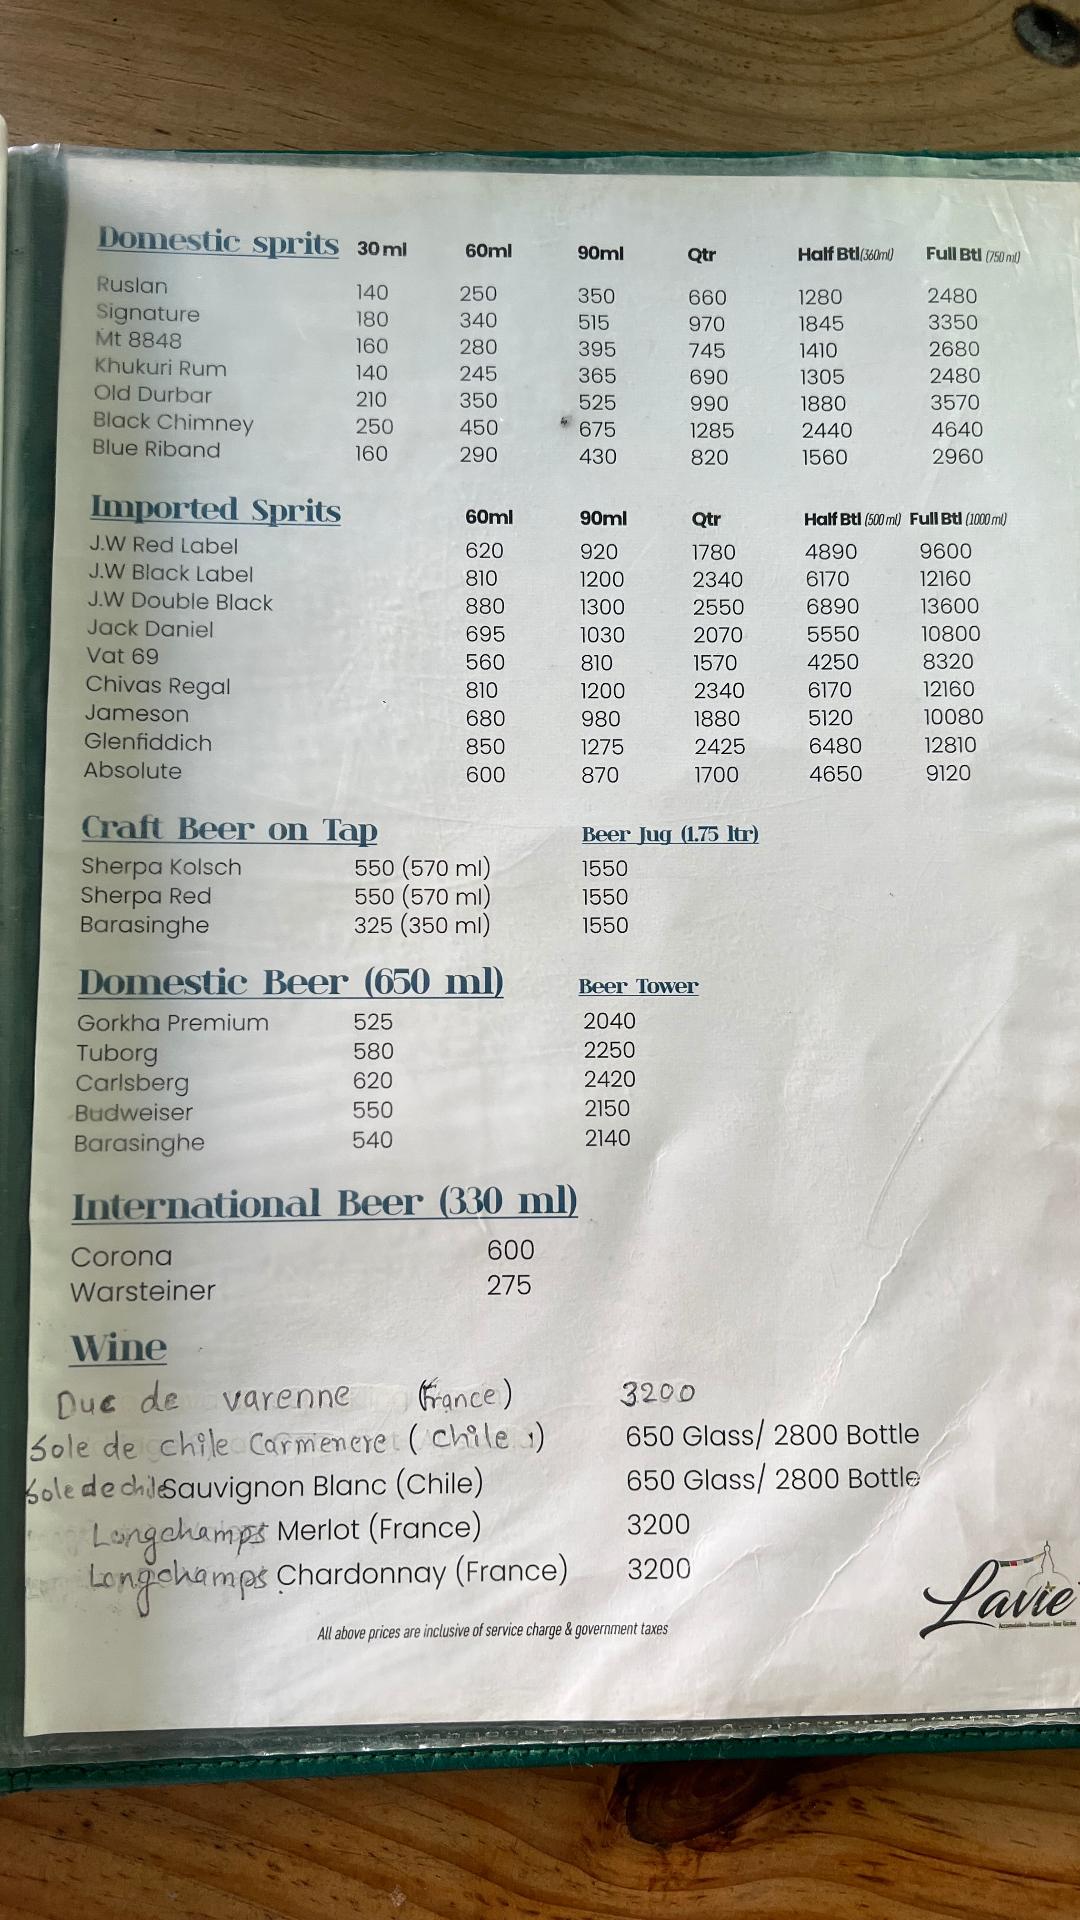 Domestic sprits 30 ml 60ml 90ml Qtr Half Btl (360ml) Full Btl (750 ml)
Ruslan 140 250 350 660 1280 2480
Signature 180 340 515 970 1845 3350
Mt 8848 160 280 395 745 1410 2680
Khukuri Rum 140 245 365 690 1305 2480
Old Durbar 210 350 525 990 1880 3570
Black Chimney 250 450 675 1285 2440 4640
Blue Riband 160 290 430 820 1560 2960
Imported Sprits 60ml 90ml Qtr Half Btl (500 ml) Full Btl (1000 ml)
J.W Red Label 620 920 1780 4890 9600
J.W Black Label 810 1200 2340 6170 12160
J.W Double Black 880 1300 2550 6890 13600
Jack Daniel 695 1030 2070 5550 10800
Vat 69 560 810 1570 4250 8320
Chivas Regal 810 1200 2340 6170 12160
Jameson 680 980 1880 5120 10080
Glenfiddich 850 1275 2425 6480 12810
Absolute 600 870 1700 4650 9120
Craft Beer on Tap Beer Jug (1.75 ltr)
Sherpa Kolsch 550 (570 ml) 1550
Sherpa Red 550 (570 ml) 1550
Barasinghe 325 (350 ml) 1550
Domestic Beer (650 ml) Beer Tower
Gorkha Premium 525 2040
Tuborg 580 2250
Carlsberg 620 2420
Budweiser 550 2150
Barasinghe 540 2140
International Beer (330 ml)
Corona 600
Warsteiner 275
Wine
Duc de varenne (france) 3200
Sole de chile Carmenere (chile) 650 Glass/ 2800 Bottle
Sole de chile Sauvignon Blanc (Chile) 650 Glass/ 2800 Bottle
Longchamps Merlot (France) 3200
Longchamps Chardonnay (France) 3200
All above prices are inclusive of service charge & government taxes
Lavie